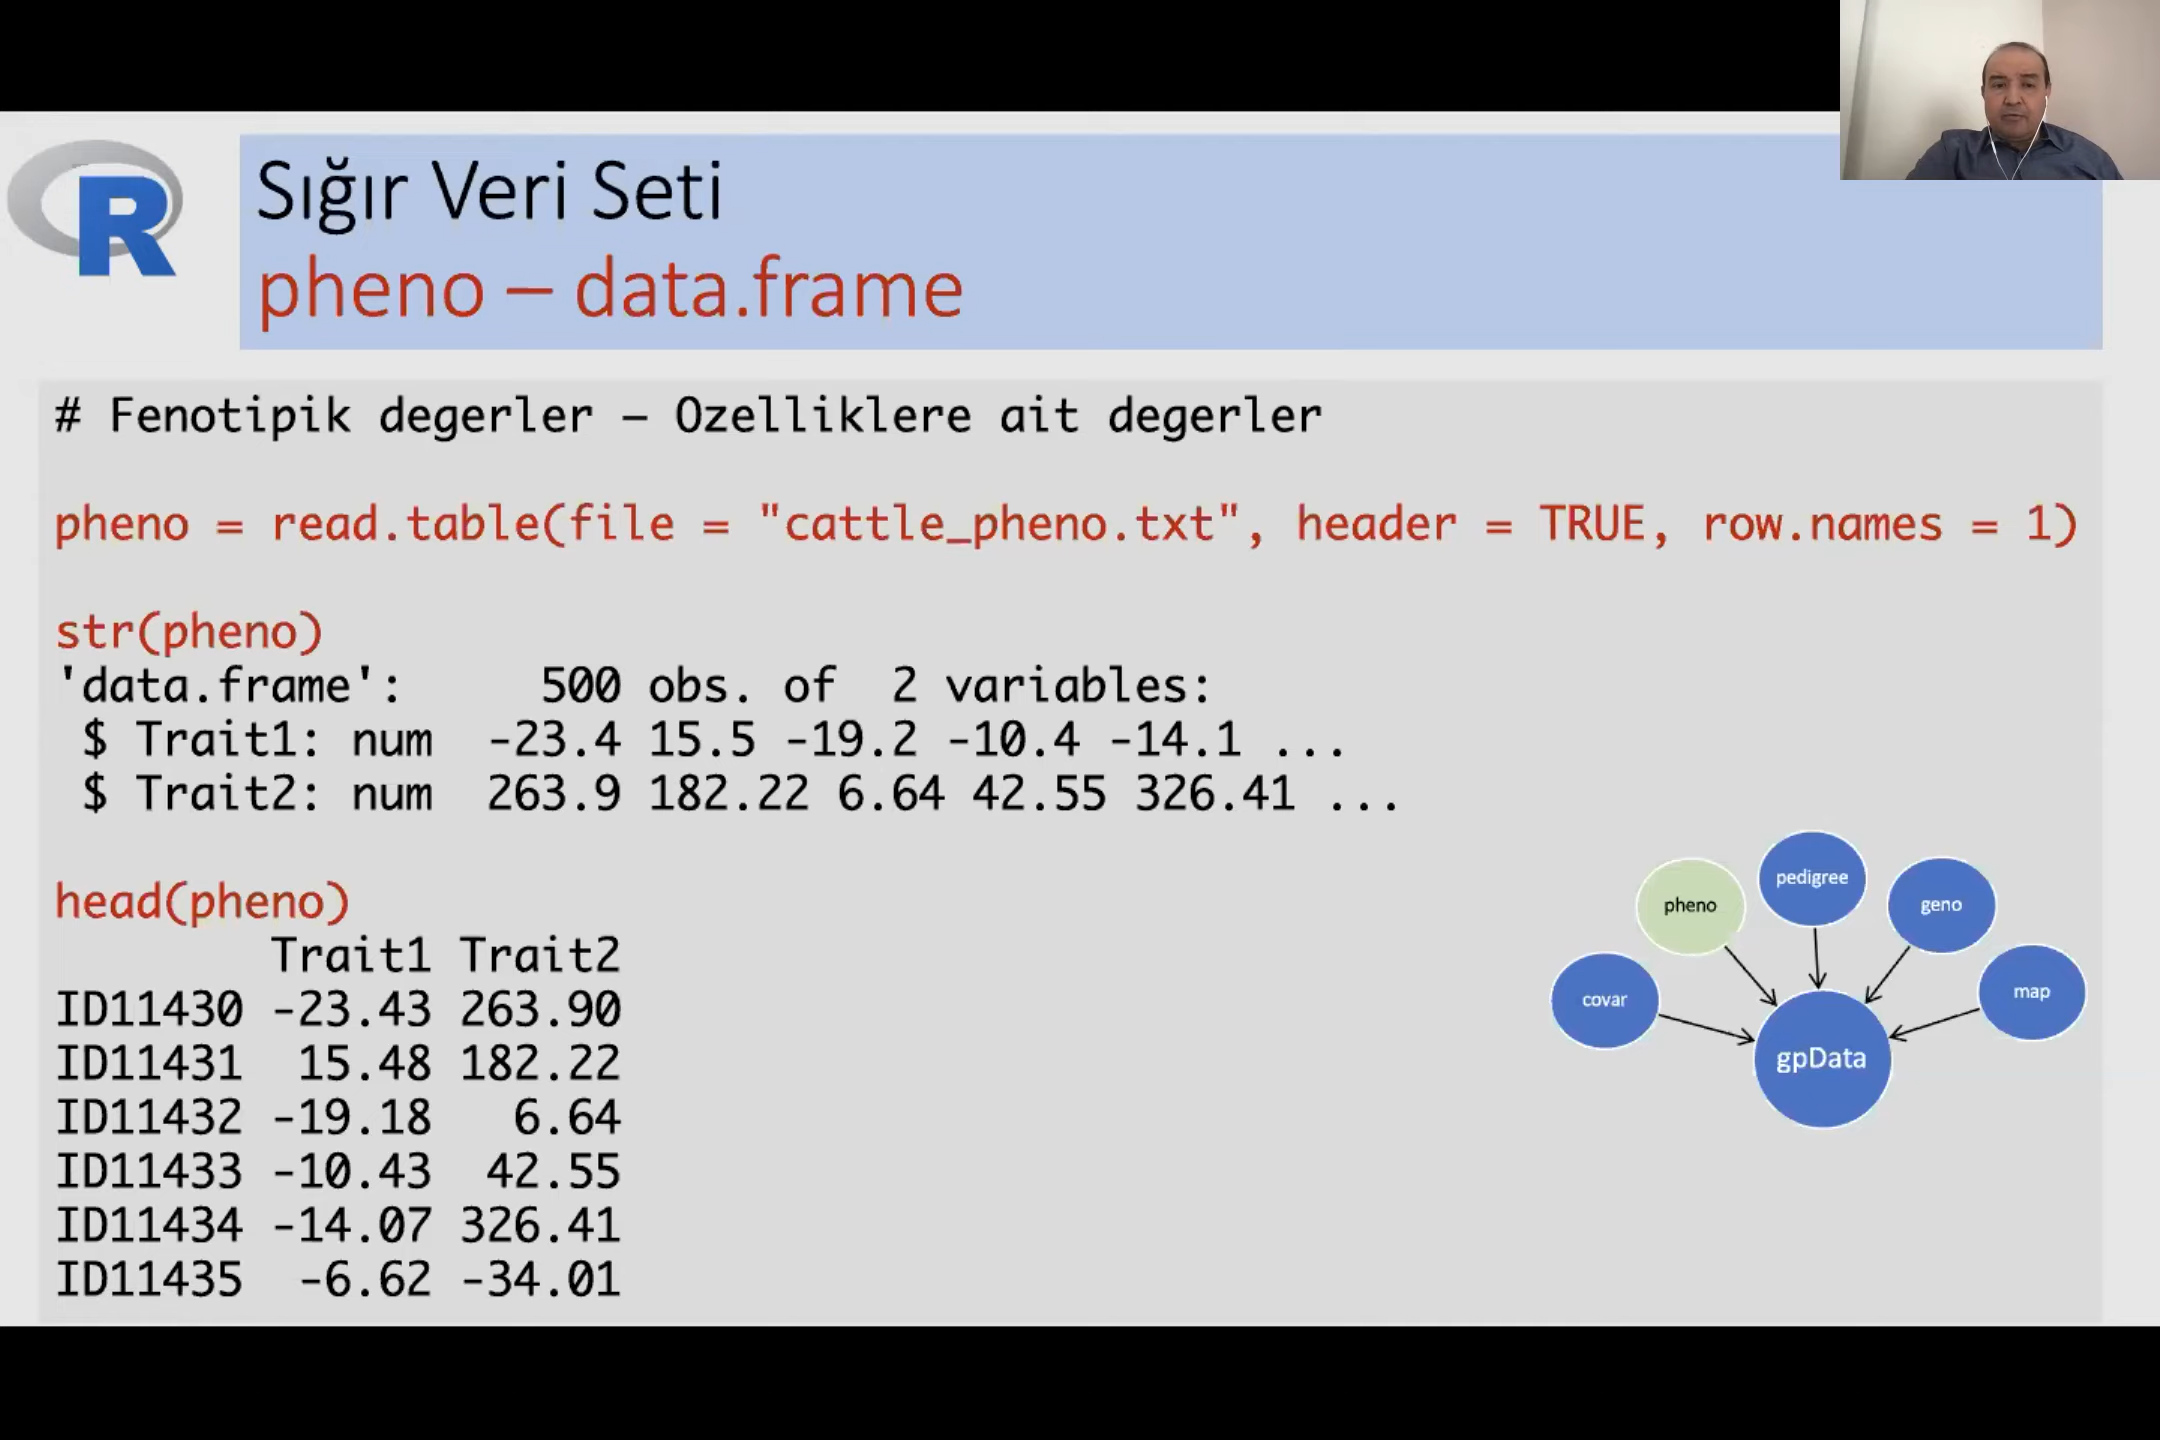 R
Sığır Veri Seti
pheno – data.frame
# Fenotipik degerler – Ozelliklere ait degerler
pheno = read.table(file = "cattle_pheno.txt", header = TRUE, row.names = 1)
str(pheno)
'data.frame':     500 obs. of  2 variables:
 $ Trait1: num  -23.4 15.5 -19.2 -10.4 -14.1 ...
 $ Trait2: num  263.9 182.22 6.64 42.55 326.41 ...
head(pheno)
        Trait1 Trait2
ID11430 -23.43 263.90
ID11431  15.48 182.22
ID11432 -19.18   6.64
ID11433 -10.43  42.55
ID11434 -14.07 326.41
ID11435  -6.62 -34.01
pedigree
pheno
geno
covar
map
gpData